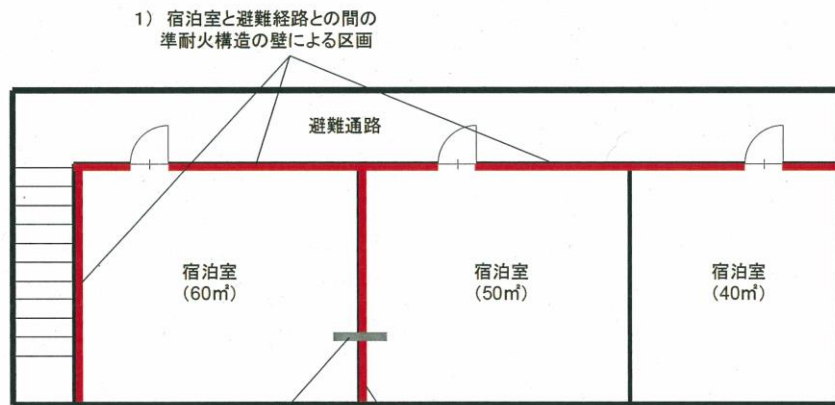 1） 宿泊室と避難経路との間の
準耐火構造の壁による区画
避難通路
宿泊室
（60㎡）
宿泊室
（50㎡）
宿泊室
（40㎡）